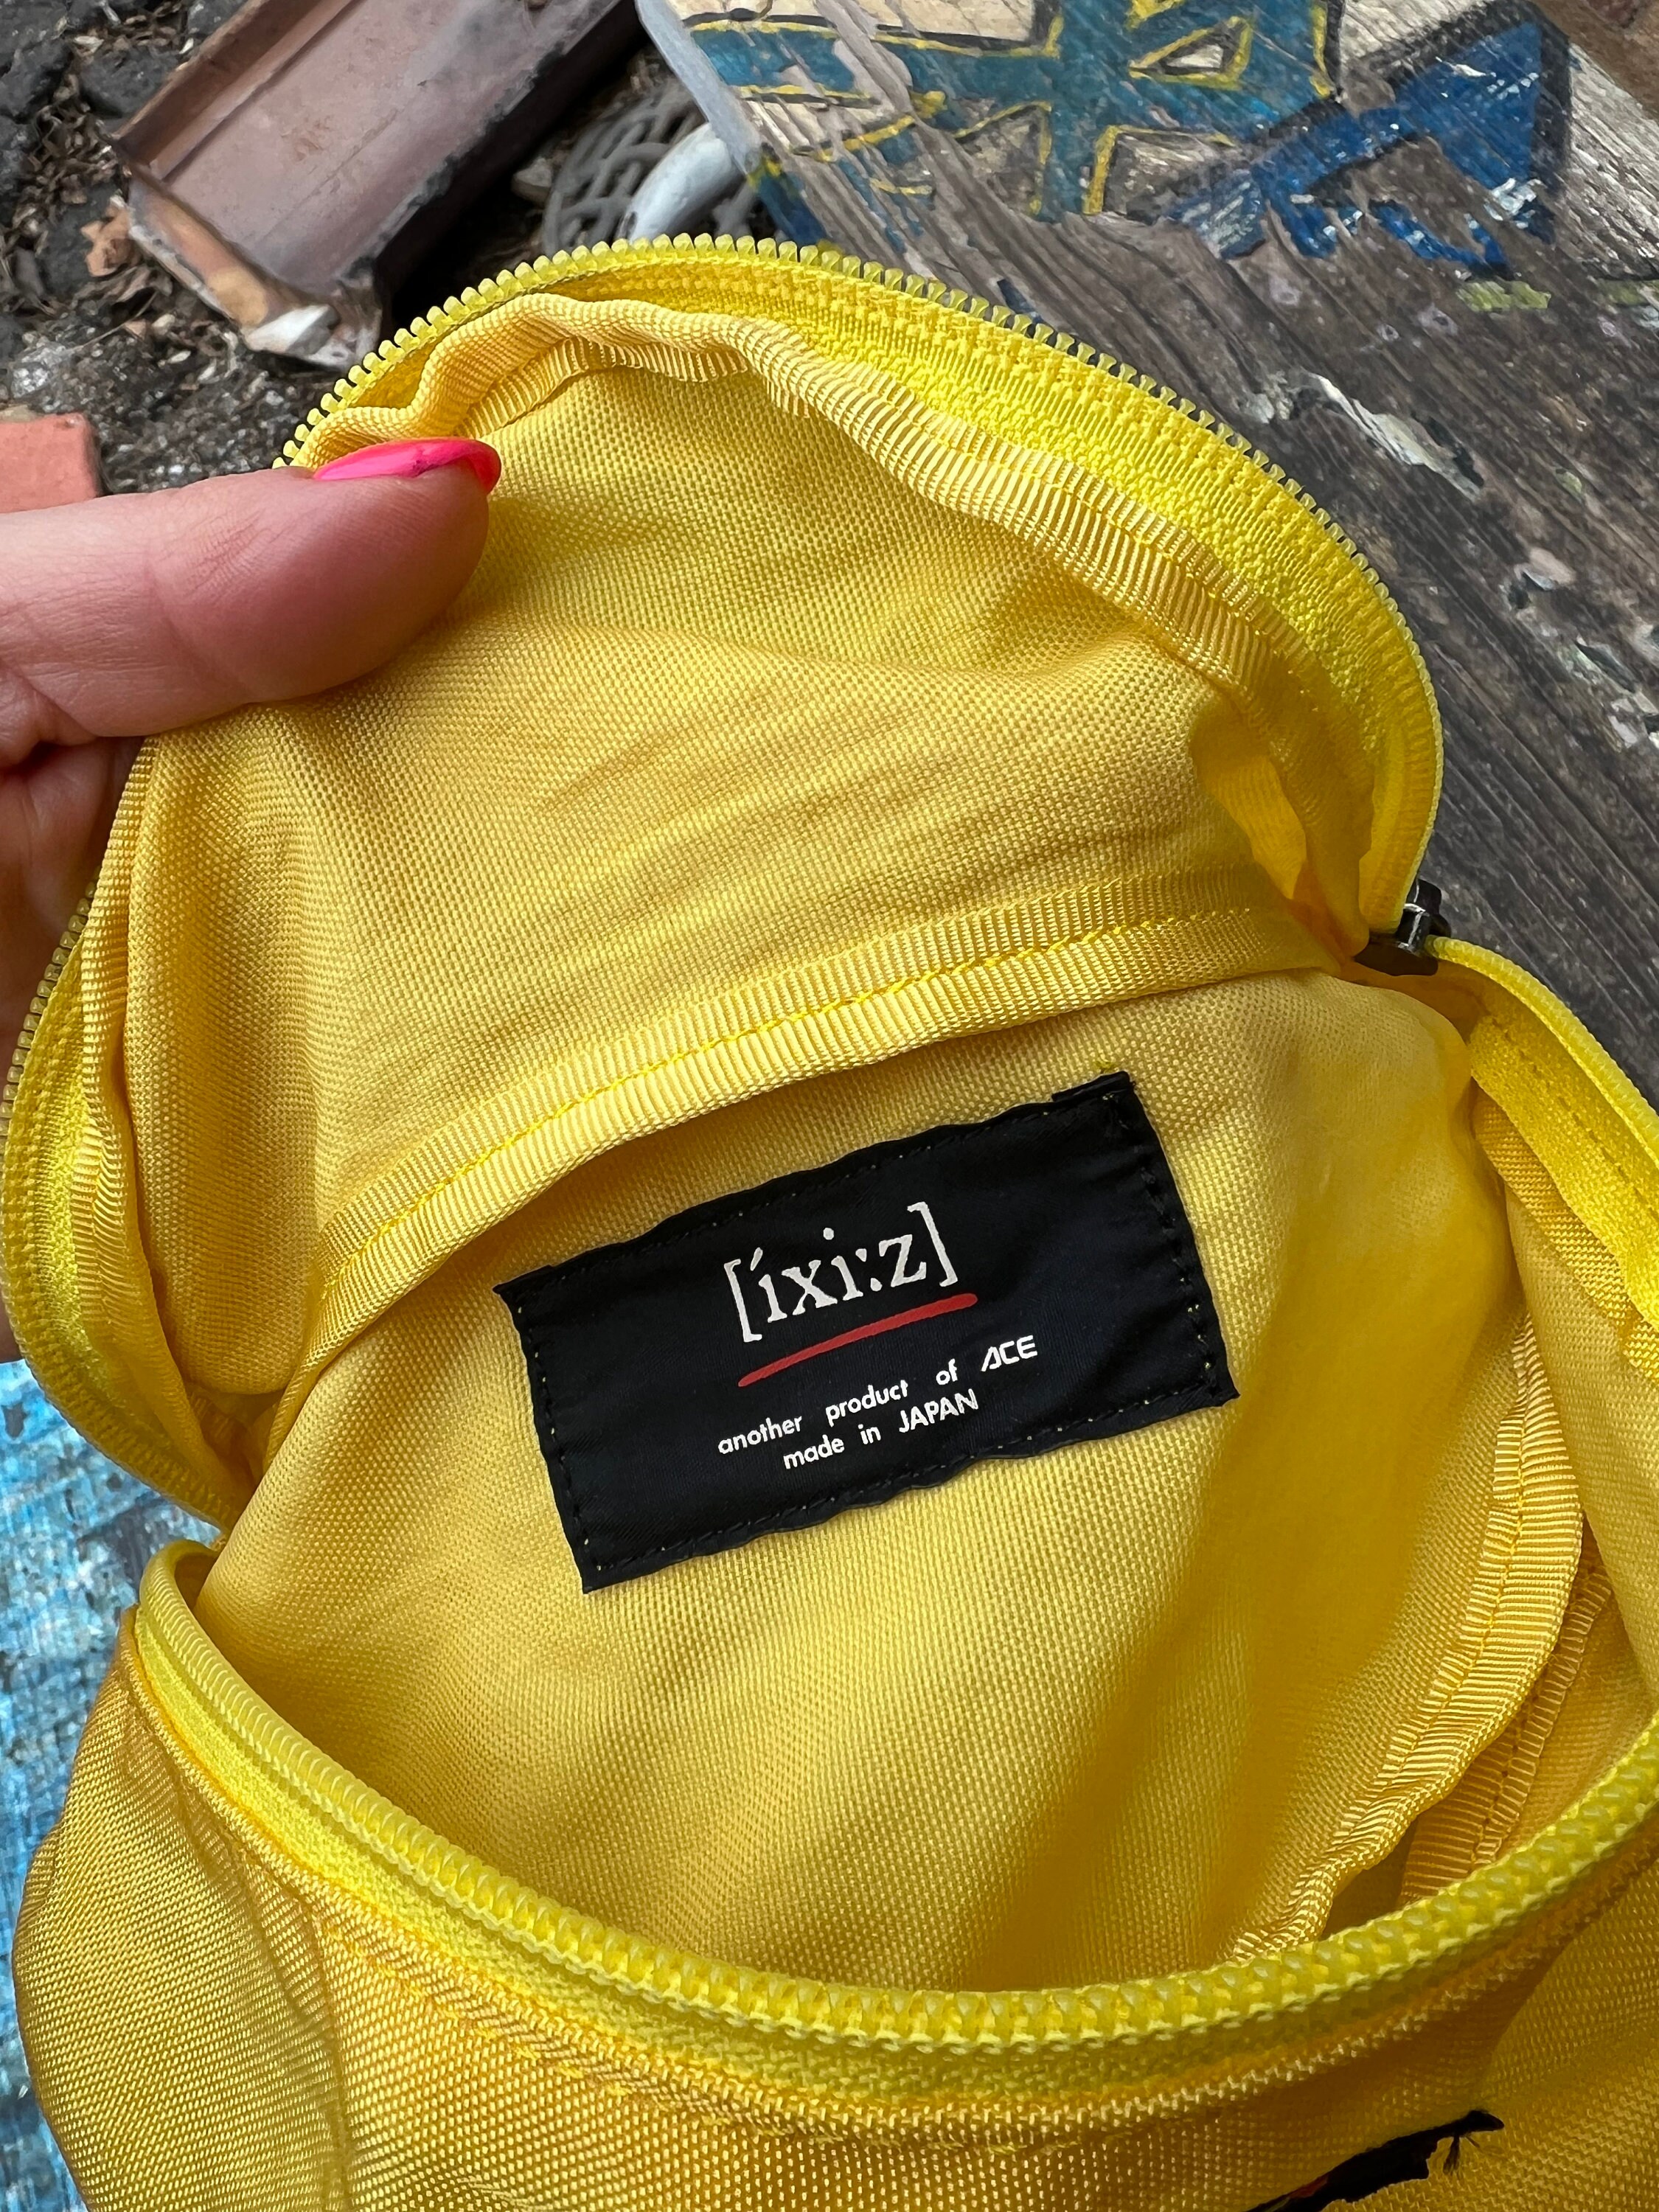 [íxi:z]
another product of ACE
made in JAPAN